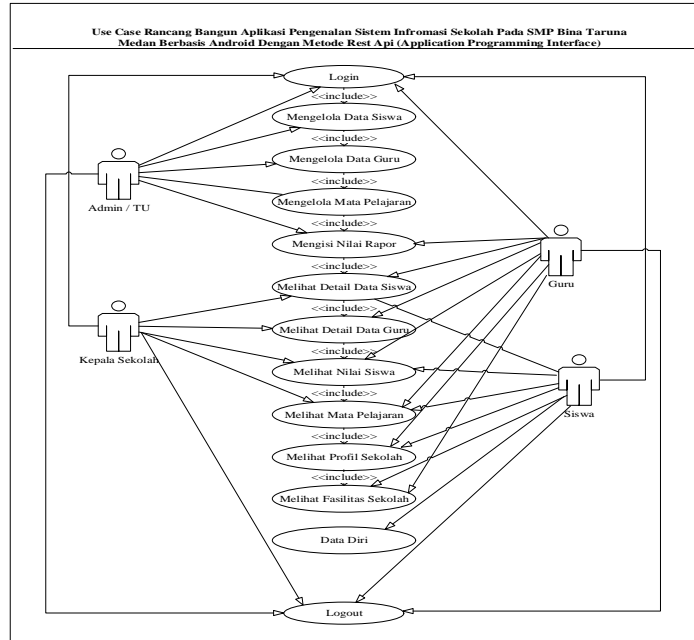 Use Case Rancang Bangun Aplikasi Pengenalan Sistem Infromasi Sekolah Pada SMP Bina Taruna
Medan Berbasis Android Dengan Metode Rest Api (Application Programming Interface)
Login
<<include>>
Mengelola Data Siswa
<<include>>
Mengelola Data Guru
<<include>>
Mengelola Mata Pelajaran
Admin / TU
<<include>>
Mengisi Nilai Rapor
<<include>>
Melihat Detail Data Siswa
Guru
<<include>>
Melihat Detail Data Guru
<<include>>
Kepala Sekolah
Melihat Nilai Siswa
<<include>>
Melihat Mata Pelajaran
Siswa
<<include>>
Melihat Profil Sekolah
<<include>>
Melihat Fasilitas Sekolah
Data Diri
Logout